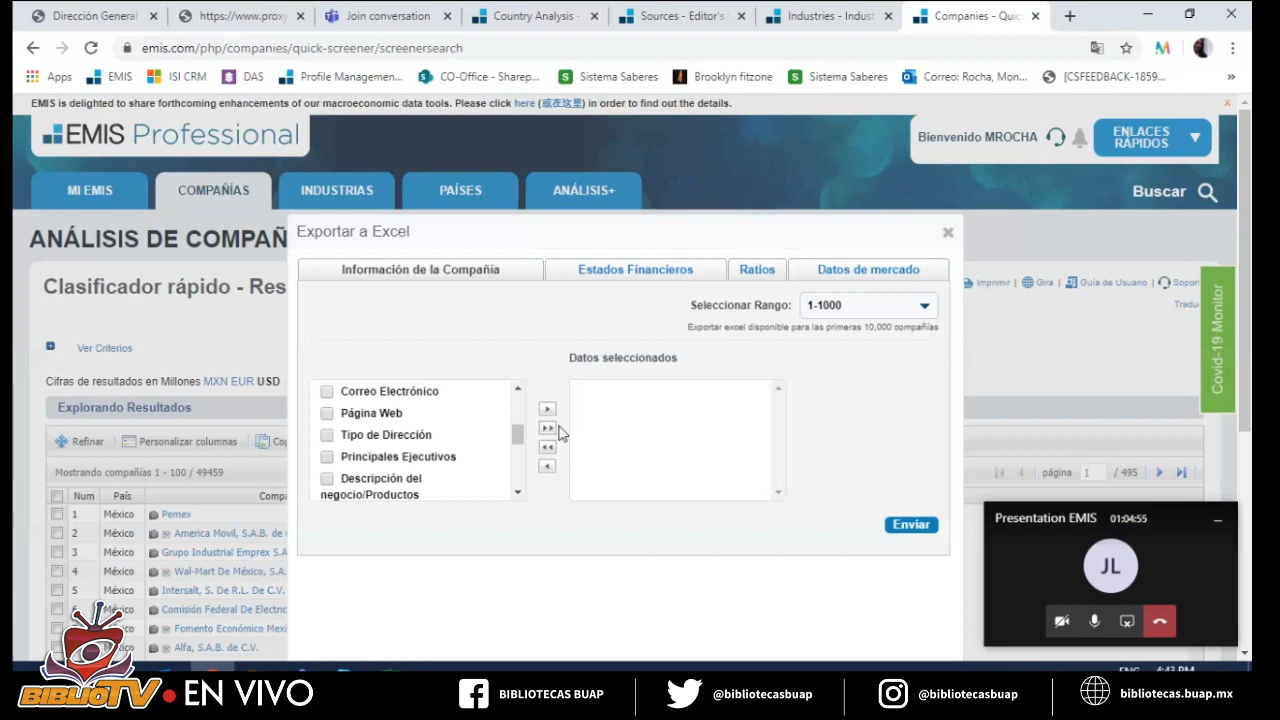 Dirección General
https://www.prox
Join conversation
Country Analysis -
Sources - Editor's
Industries - Indust
Companies - Quic
emis.com/php/companies/quick-screener/screenersearch
Apps
EMIS
ISI CRM
DAS
Profile Managemen...
CO-Office - Sharep...
Sistema Saberes
Brooklyn fitzone
Sistema Saberes
Correo: Rocha, Mon...
[CSFEEDBACK-1859...
EMIS is delighted to share forthcoming enhancements of our macroeconomic data tools. Please click here (或在这里) in order to find out the details.
EMIS Professional
Bienvenido MROCHA
ENLACES
RÁPIDOS
MI EMIS
COMPAÑÍAS
INDUSTRIAS
PAÍSES
ANÁLISIS+
Buscar
ANÁLISIS DE COMPAÑ
Exportar a Excel
Información de la Compañía
Estados Financieros
Ratios
Datos de mercado
Clasificador rápido - Res
Imprimir | Gira | Guía de Usuario | Sopor
Tradu
Seleccionar Rango: 1-1000
Exportar excel disponible para las primeras 10,000 compañías
Ver Criterios
Datos seleccionados
Covid-19 Monitor
Cifras de resultados en Millones MXN EUR USD
Explorando Resultados
Correo Electrónico
Página Web
Tipo de Dirección
Principales Ejecutivos
Descripción del
negocio/Productos
Refinar
Personalizar columnas
Mostrando compañías 1 - 100 / 49459
página 1 / 495
Num País Compa
1 México Pemex
2 México America Movil, S.A.B. de
3 México Grupo Industrial Emprex S.A
4 México Wal-Mart De México, S.A.
5 México Intersalt, S. De R.L. De C.V.
6 México Comisión Federal De Electric
México Fomento Económico Mexi
México Alfa, S.A.B. de C.V.
Enviar
Presentation EMIS 01:04:55
JL
4:43 PM
BIBLIOTV
EN VIVO
BIBLIOTECAS BUAP
@bibliotecasbuap
@bibliotecasbuap
bibliotecas.buap.mx